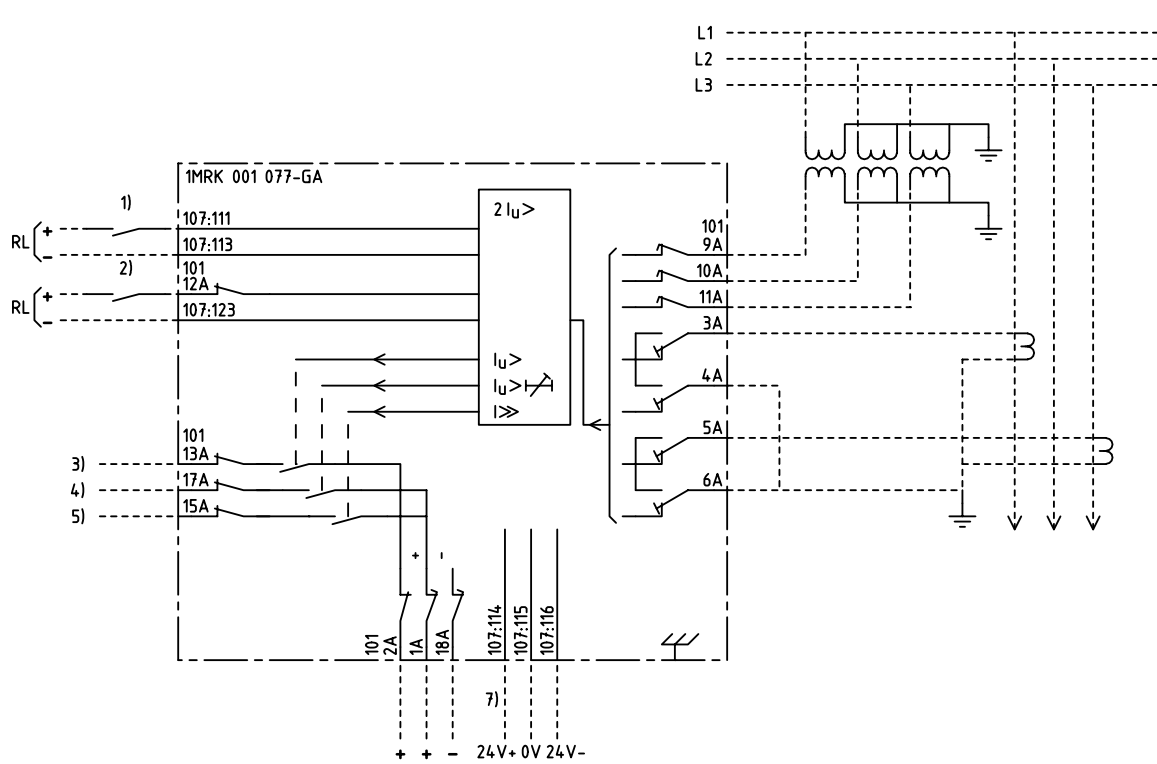 L1
L2
L3
1MRK 001 077-GA
1)
2 Iu>
107:111
RL + -
107:113
101
9A
2)
101
12A
10A
RL + -
107:123
11A
3A
Iu>
Iu>
4A
I>>
5A
101
3) 13A
4) 17A
6A
5) 15A
+ -
101
2A
1A
18A
107:114
107:115
107:116
7)
+ + - 24V+ 0V 24V-